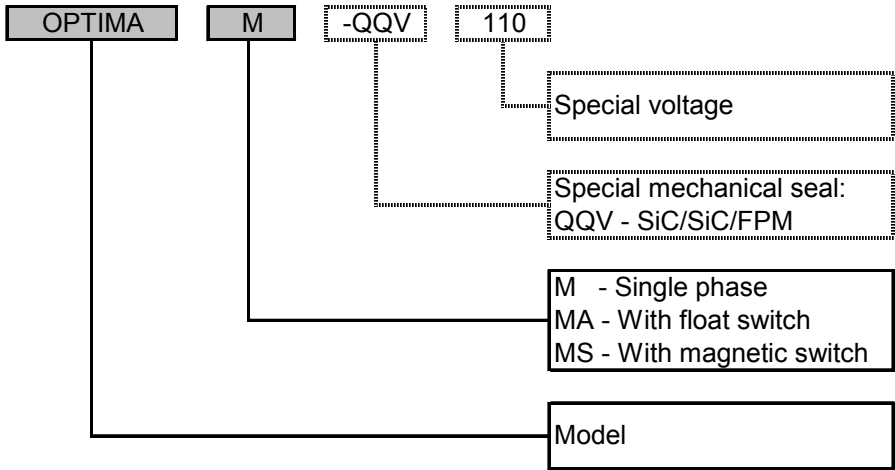 OPTIMA M -QQV 110
Special voltage
Special mechanical seal:
QQV - SiC/SiC/FPM
M - Single phase
MA - With float switch
MS - With magnetic switch
Model